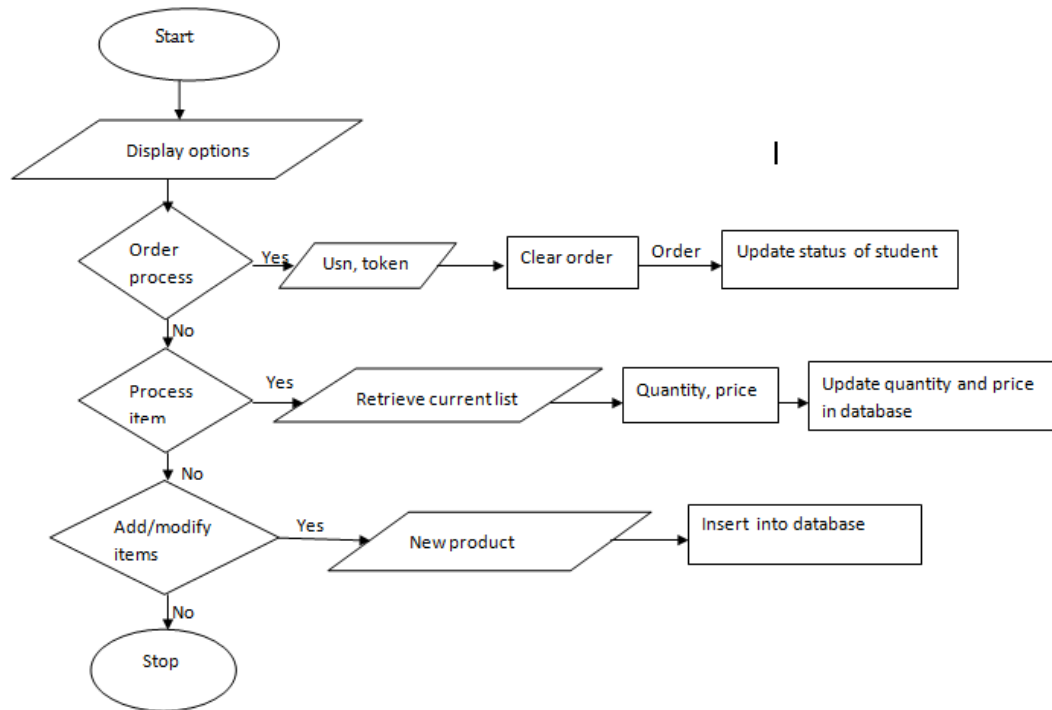 Start
Display options
Order
process
Yes
Usn, token
Clear order
Order
Update status of student
No
Process
item
Yes
Retrieve current list
Quantity, price
Update quantity and price
in database
No
Add/modify
items
Yes
New product
Insert into database
No
Stop